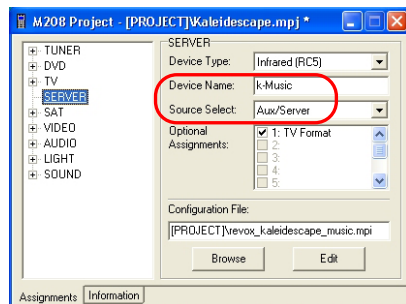 M208 Project - [PROJECT]\Kaleidescape.mpj *
TUNER
DVD
TV
SERVER
SAT
VIDEO
AUDIO
LIGHT
SOUND
SERVER
Device Type: Infrared (RC5)
Device Name: k-Music
Source Select: Aux/Server
Optional Assignments:
1: TV Format
2:
3:
4:
5:
Configuration File:
[PROJECT]\revox_kaleidescape_music.mpi
Browse Edit
Assignments Information